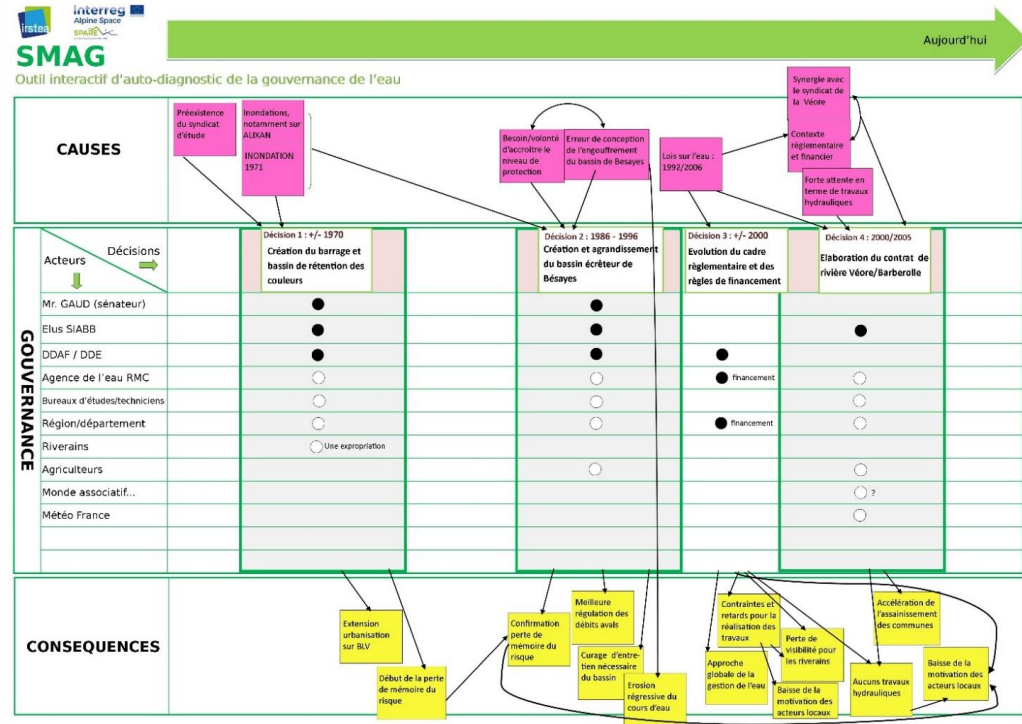 irstea
Interreg
Alpine Space
SPARE
SMAG
Outil interactif d'auto-diagnostic de la gouvernance de l'eau
Aujourd'hui
CAUSES
Préexistence
du syndicat
d'étude
Inondations,
notamment sur
ALIXAN
INONDATION
1971
Besoin/volonté
d'accroître le
niveau de
protection
Erreur de conception
de l'engouffrement
du bassin de Besayes
Lois sur l'eau :
1992/2006
Synergie avec
le syndicat de
la Véore
Contexte
règlementaire
et financier
Forte attente en
terme de travaux
hydrauliques
GOUVERNANCE
Décisions
Acteurs
Décision 1 : +/- 1970
Création du barrage et
bassin de rétention des
couleurs
Décision 2 : 1986 - 1996
Création et agrandissement
du bassin écrêteur de
Bésayes
Décision 3 : +/- 2000
Evolution du cadre
règlementaire et des
règles de financement
Décision 4 : 2000/2005
Elaboration du contrat de
rivière Véore/Barberolle
Mr. GAUD (sénateur)
Elus SIABB
DDAF / DDE
Agence de l'eau RMC
financement
Bureaux d'études/techniciens
Région/département
financement
Riverains
Une expropriation
Agriculteurs
Monde associatif...
?
Météo France
CONSEQUENCES
Extension
urbanisation
sur BLV
Début de la perte
de mémoire du
risque
Confirmation
perte de
mémoire du
risque
Meilleure
régulation des
débits avals
Curage d'entre-
tien nécessaire
du bassin
Erosion
régressive du
cours d'eau
Contraintes et
retards pour la
réalisation des
travaux
Approche
globale de la
gestion de l'eau
Perte de
visibilité pour
les riverains
Baisse de la
motivation des
acteurs locaux
Accélération de
l'assainissement
des communes
Aucuns travaux
hydrauliques
Baisse de la
motivation des
acteurs locaux